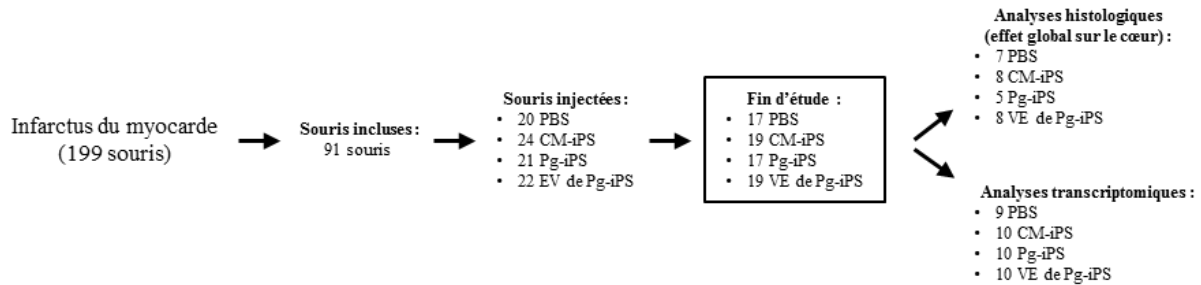 Infarctus du myocarde
(199 souris)
Souris incluses :
91 souris
Souris injectées :
• 20 PBS
• 24 CM-iPS
• 21 Pg-iPS
• 22 EV de Pg-iPS
Fin d'étude :
• 17 PBS
• 19 CM-iPS
• 17 Pg-iPS
• 19 VE de Pg-iPS
Analyses histologiques
(effet global sur le cœur) :
• 7 PBS
• 8 CM-iPS
• 5 Pg-iPS
• 8 VE de Pg-iPS
Analyses transcriptomiques :
• 9 PBS
• 10 CM-iPS
• 10 Pg-iPS
• 10 VE de Pg-iPS